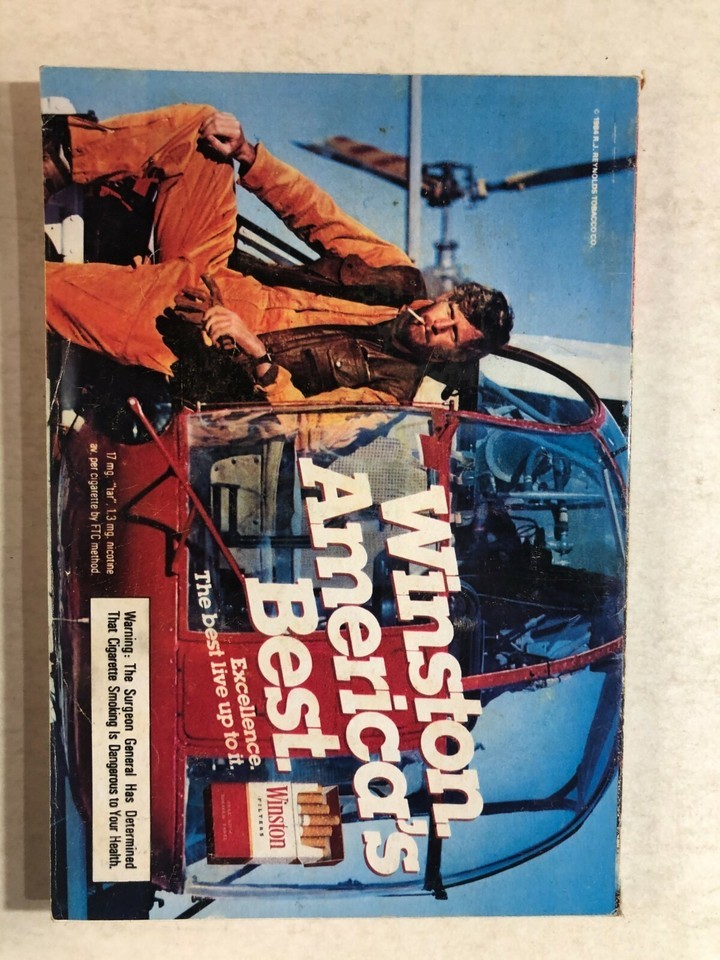 © 1984 R.J. REYNOLDS TOBACCO CO.
Winston.
America's
Best.
Excellence.
The best live up to it.
Winston
FILTERS
17 mg. "tar", 1.3 mg. nicotine
av. per cigarette by FTC method.
Warning: The Surgeon General Has Determined
That Cigarette Smoking Is Dangerous to Your Health.